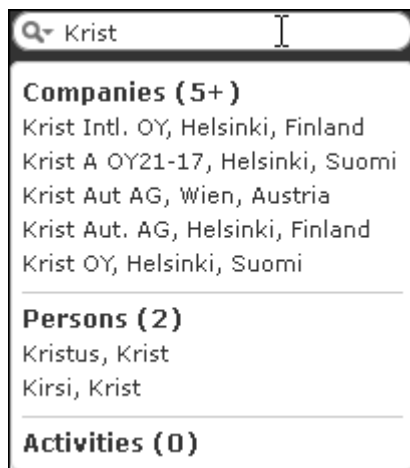 Krist
Companies (5+)
Krist Intl. OY, Helsinki, Finland
Krist A OY21-17, Helsinki, Suomi
Krist Aut AG, Wien, Austria
Krist Aut. AG, Helsinki, Finland
Krist OY, Helsinki, Suomi
Persons (2)
Kristus, Krist
Kirsi, Krist
Activities (0)